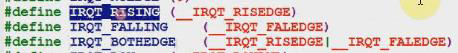 #define IRQT_RISING (__IRQT_RISEDGE)
#define IRQT_FALLING (__IRQT_FALEDGE)
#define IRQT_BOTHEDGE (__IRQT_RISEDGE|__IRQT_FALEDGE)